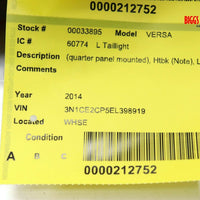 0000212752
BIGGS
Stock # 00033895 Model VERSA
IC # 60774 L Taillight
Description (quarter panel mounted), Htbk (Note), L
Comments
Year 2014
VIN 3N1CE2CP5EL398919
Located WHSE
Condition
A B C
0000212752